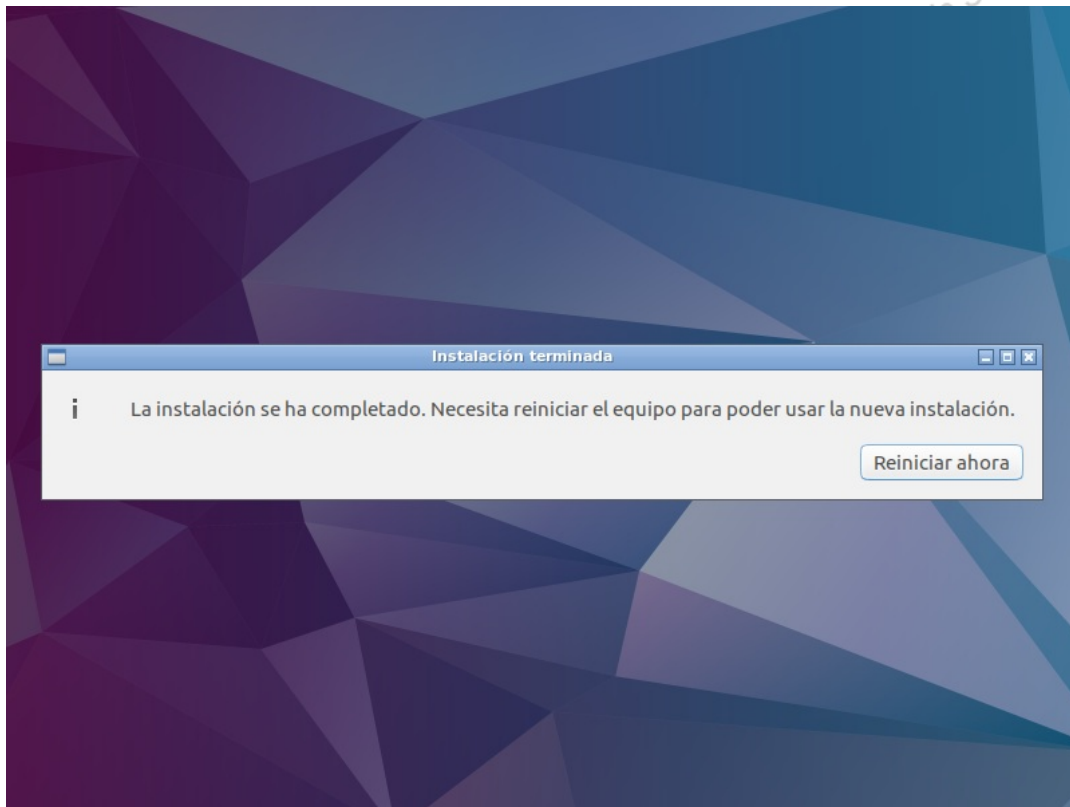 Instalación terminada
La instalación se ha completado. Necesita reiniciar el equipo para poder usar la nueva instalación.
Reiniciar ahora